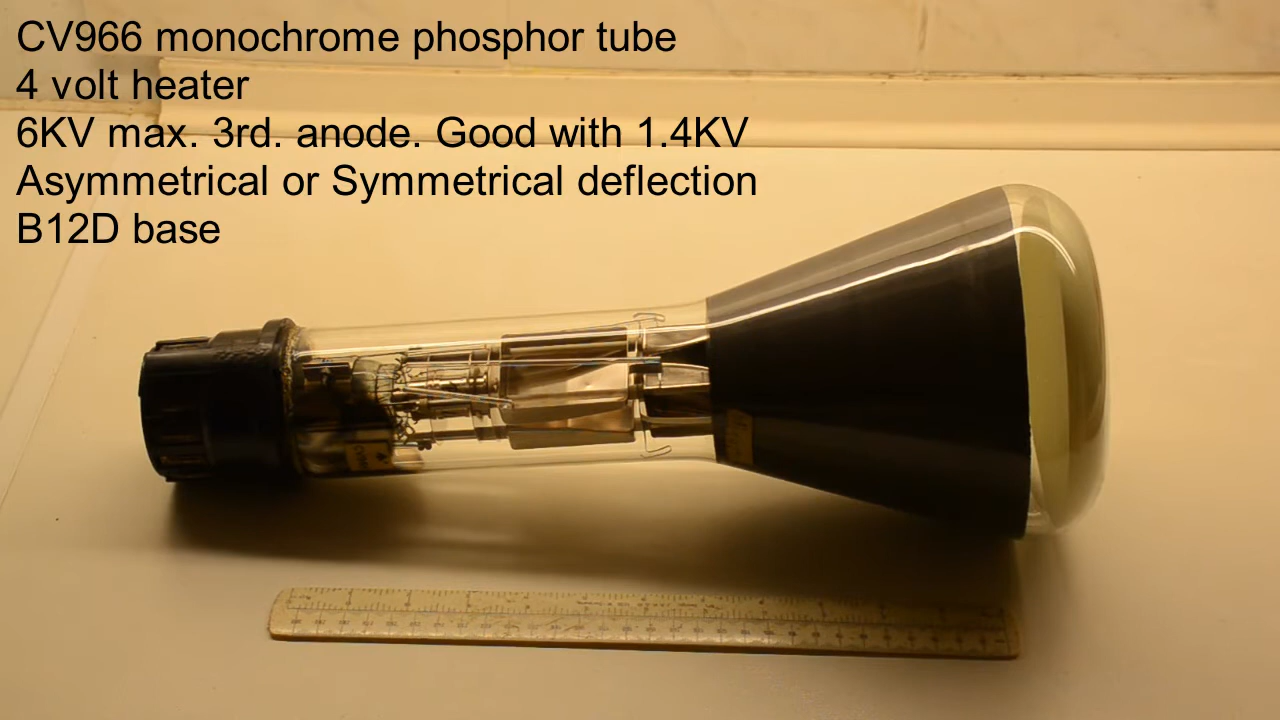 CV966 monochrome phosphor tube
4 volt heater
6KV max. 3rd. anode. Good with 1.4KV
Asymmetrical or Symmetrical deflection
B12D base